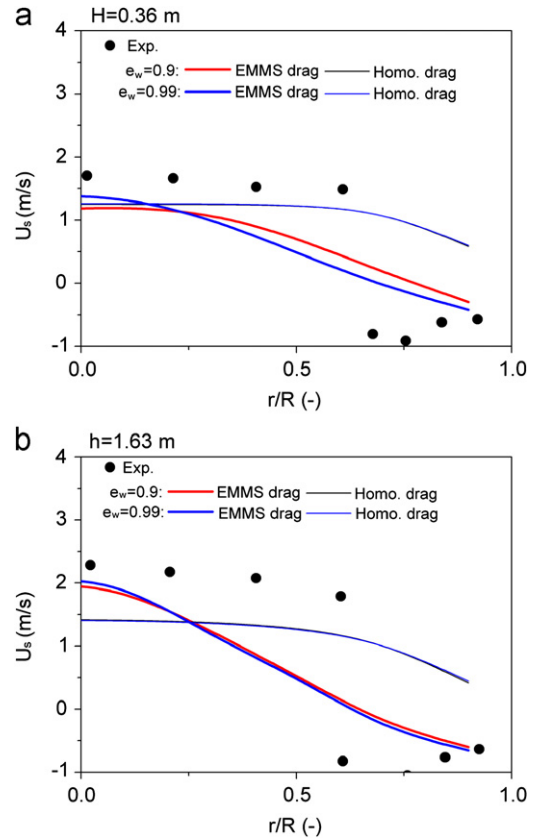 a
H=0.36 m
Exp.
e_w=0.9: EMMS drag Homo. drag
e_w=0.99: EMMS drag Homo. drag
4
3
2
1
0
-1
U_s (m/s)
0.0 0.5 1.0
r/R (-)
b
h=1.63 m
Exp.
e_w=0.9: EMMS drag Homo. drag
e_w=0.99: EMMS drag Homo. drag
4
3
2
1
0
-1
U_s (m/s)
0.0 0.5 1.0
r/R (-)